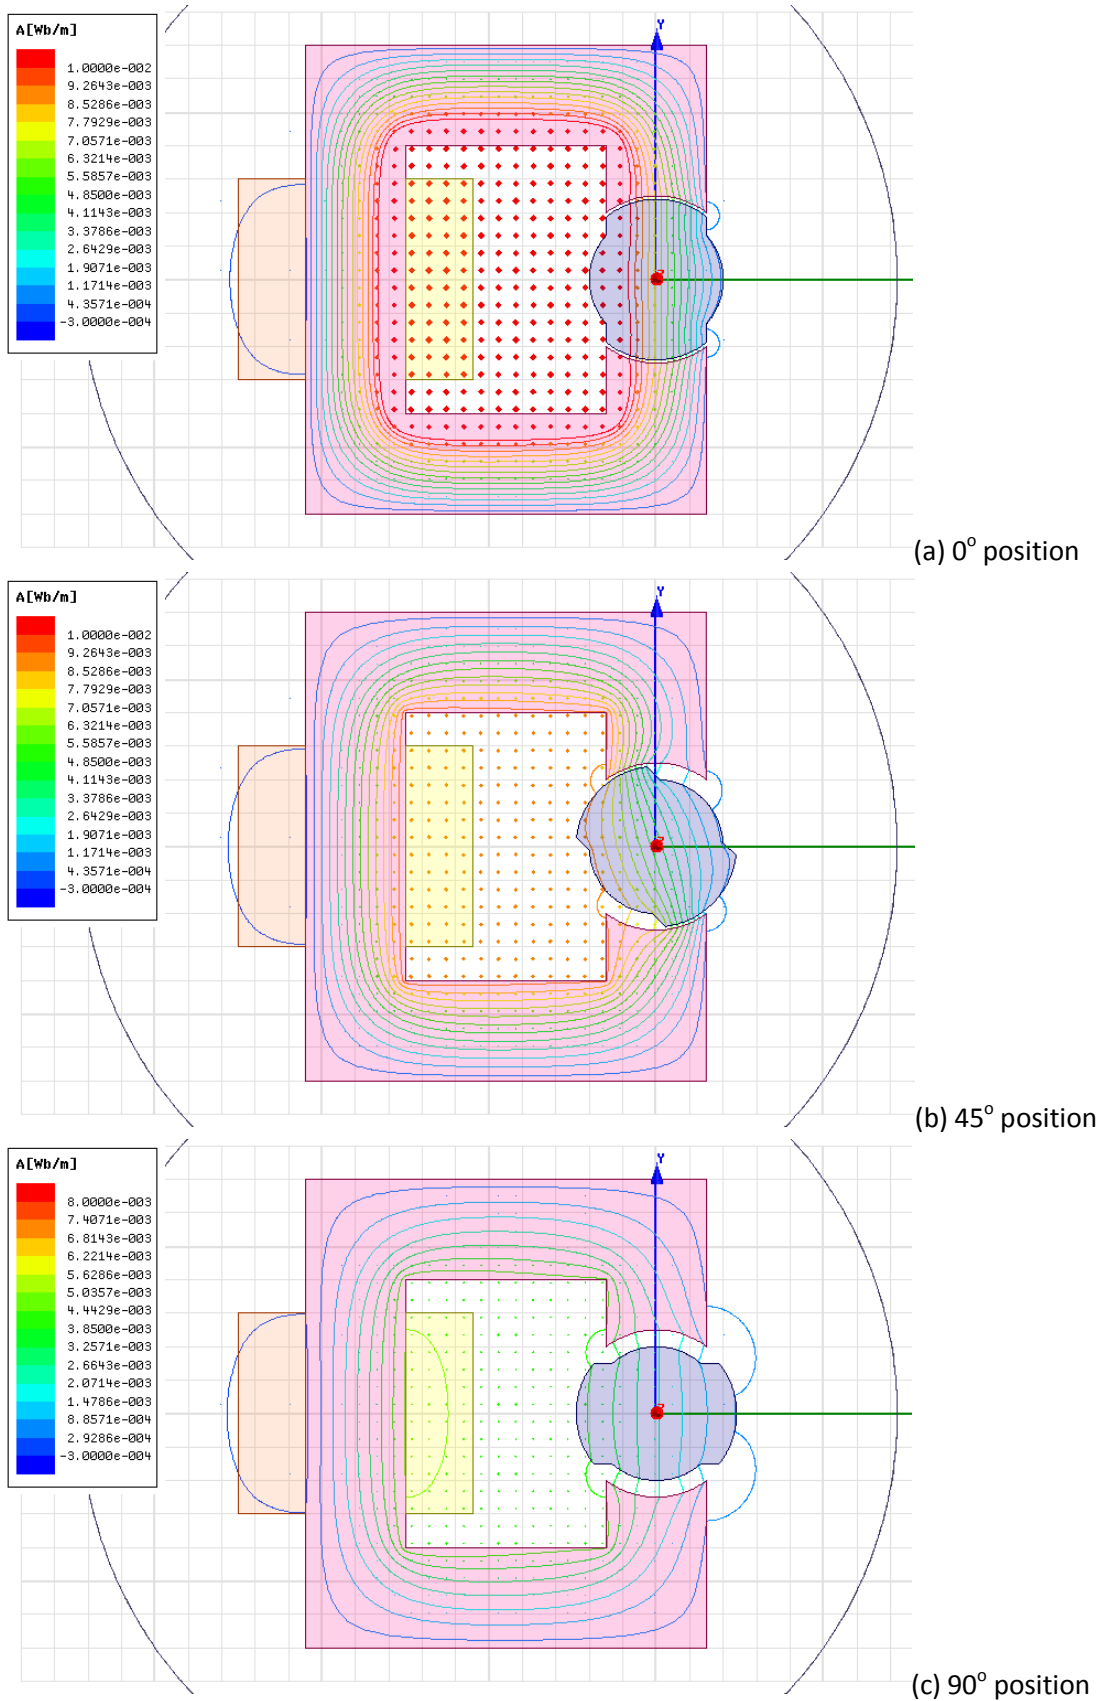 A[Wb/m]
1.0000e-002
9.2643e-003
8.5286e-003
7.7929e-003
7.0571e-003
6.3214e-003
5.5857e-003
4.8500e-003
4.1143e-003
3.3786e-003
2.6429e-003
1.9071e-003
1.1714e-003
4.3571e-004
-3.0000e-004
Y
(a) 0° position
A[Wb/m]
1.0000e-002
9.2643e-003
8.5286e-003
7.7929e-003
7.0571e-003
6.3214e-003
5.5857e-003
4.8500e-003
4.1143e-003
3.3786e-003
2.6429e-003
1.9071e-003
1.1714e-003
4.3571e-004
-3.0000e-004
Y
(b) 45° position
A[Wb/m]
8.0000e-003
7.4071e-003
6.8143e-003
6.2214e-003
5.6286e-003
5.0357e-003
4.4429e-003
3.8500e-003
3.2571e-003
2.6643e-003
2.0714e-003
1.4786e-003
8.8571e-004
2.9286e-004
-3.0000e-004
Y
(c) 90° position